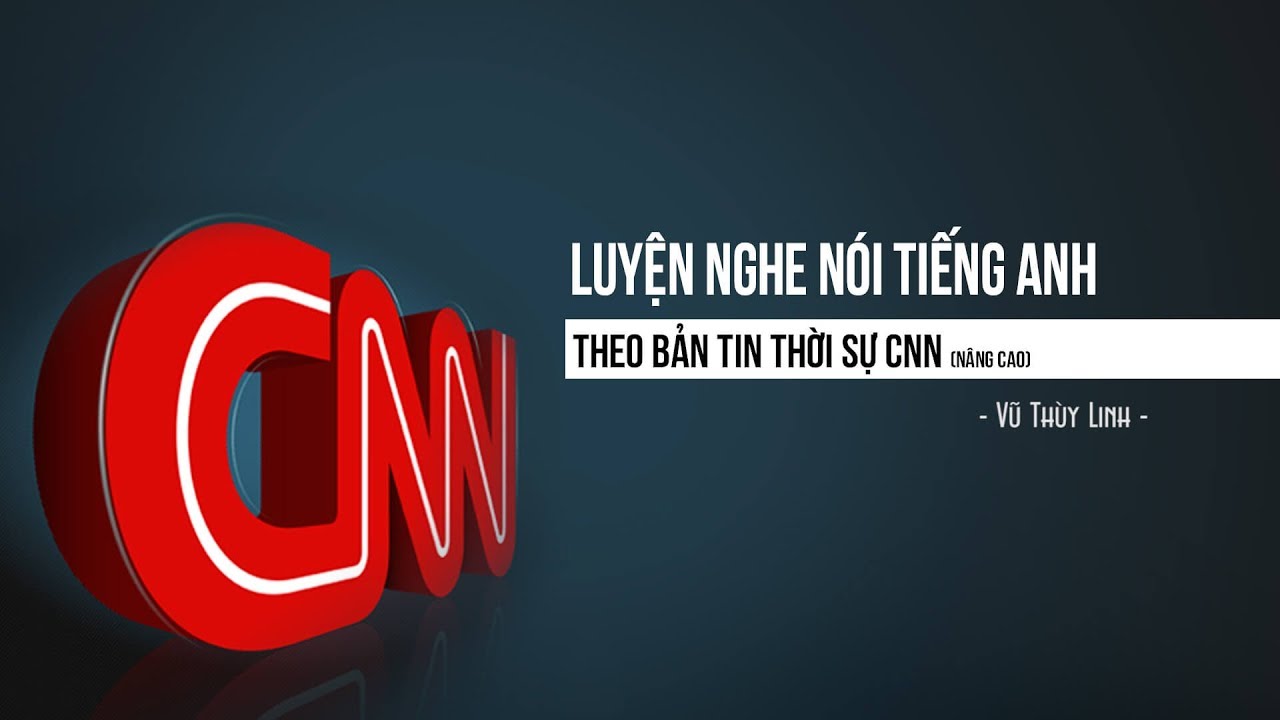 CNN
LUYỆN NGHE NÓI TIẾNG ANH
THEO BẢN TIN THỜI SỰ CNN (NÂNG CAO)
- VŨ THÙY LINH -